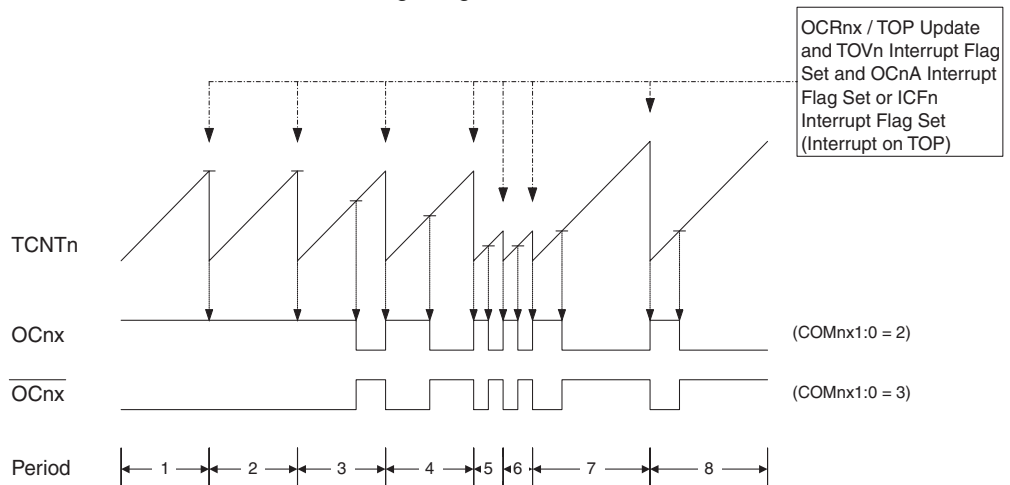 OCRnx / TOP Update
and TOVn Interrupt Flag
Set and OCnA Interrupt
Flag Set or ICFn
Interrupt Flag Set
(Interrupt on TOP)
TCNTn
OCnx
(COMnx1:0 = 2)
OCnx
(COMnx1:0 = 3)
Period 1 2 3 4 5 6 7 8